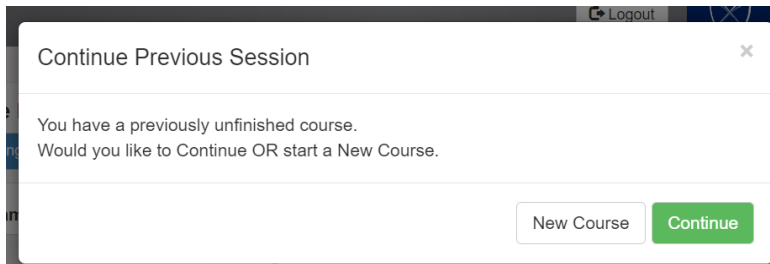 Logout
Continue Previous Session
×
You have a previously unfinished course.
Would you like to Continue OR start a New Course.
New Course
Continue